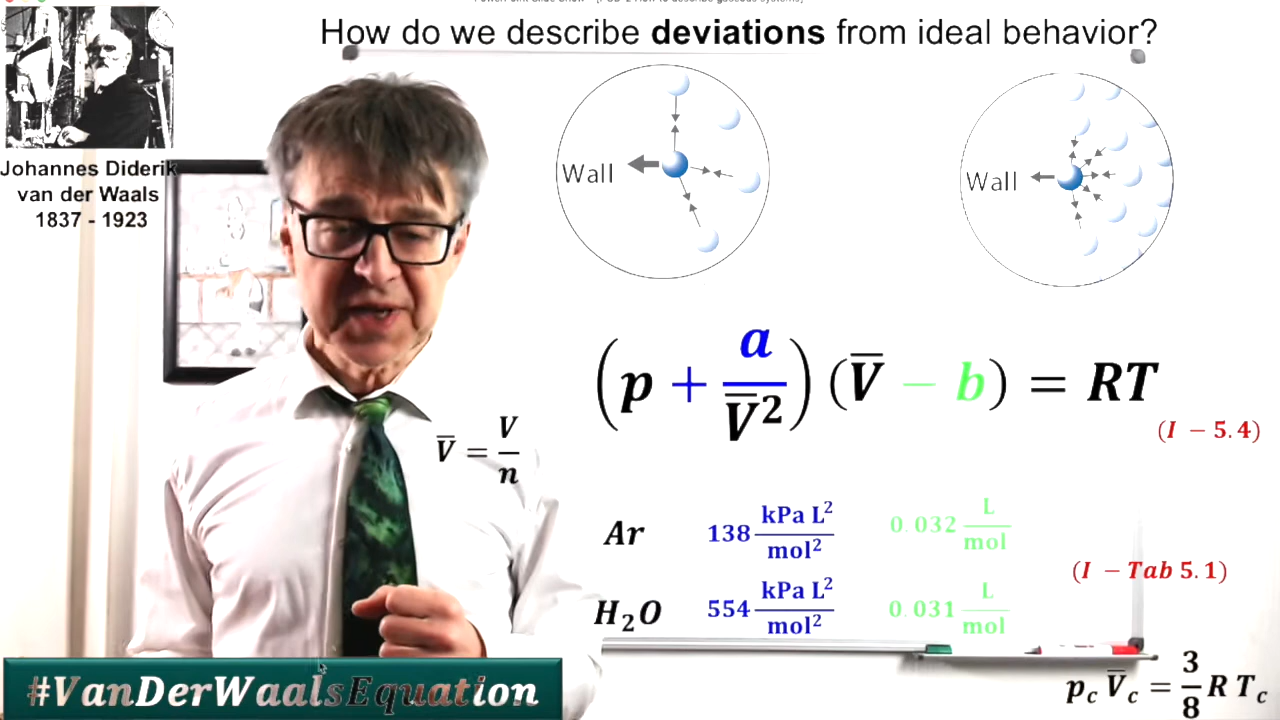 How do we describe deviations from ideal behavior?
Johannes Diderik
van der Waals
1837 - 1923
Wall
Wall
(p + a/V̅²) (V̅ − b) = RT
(I − 5.4)
V̅ = V/n
Ar 138 kPa L²/mol² 0.032 L/mol
(I − Tab 5.1)
H₂O 554 kPa L²/mol² 0.031 L/mol
#VanDerWaalsEquation
p_c V̅_c = 3/8 R T_c